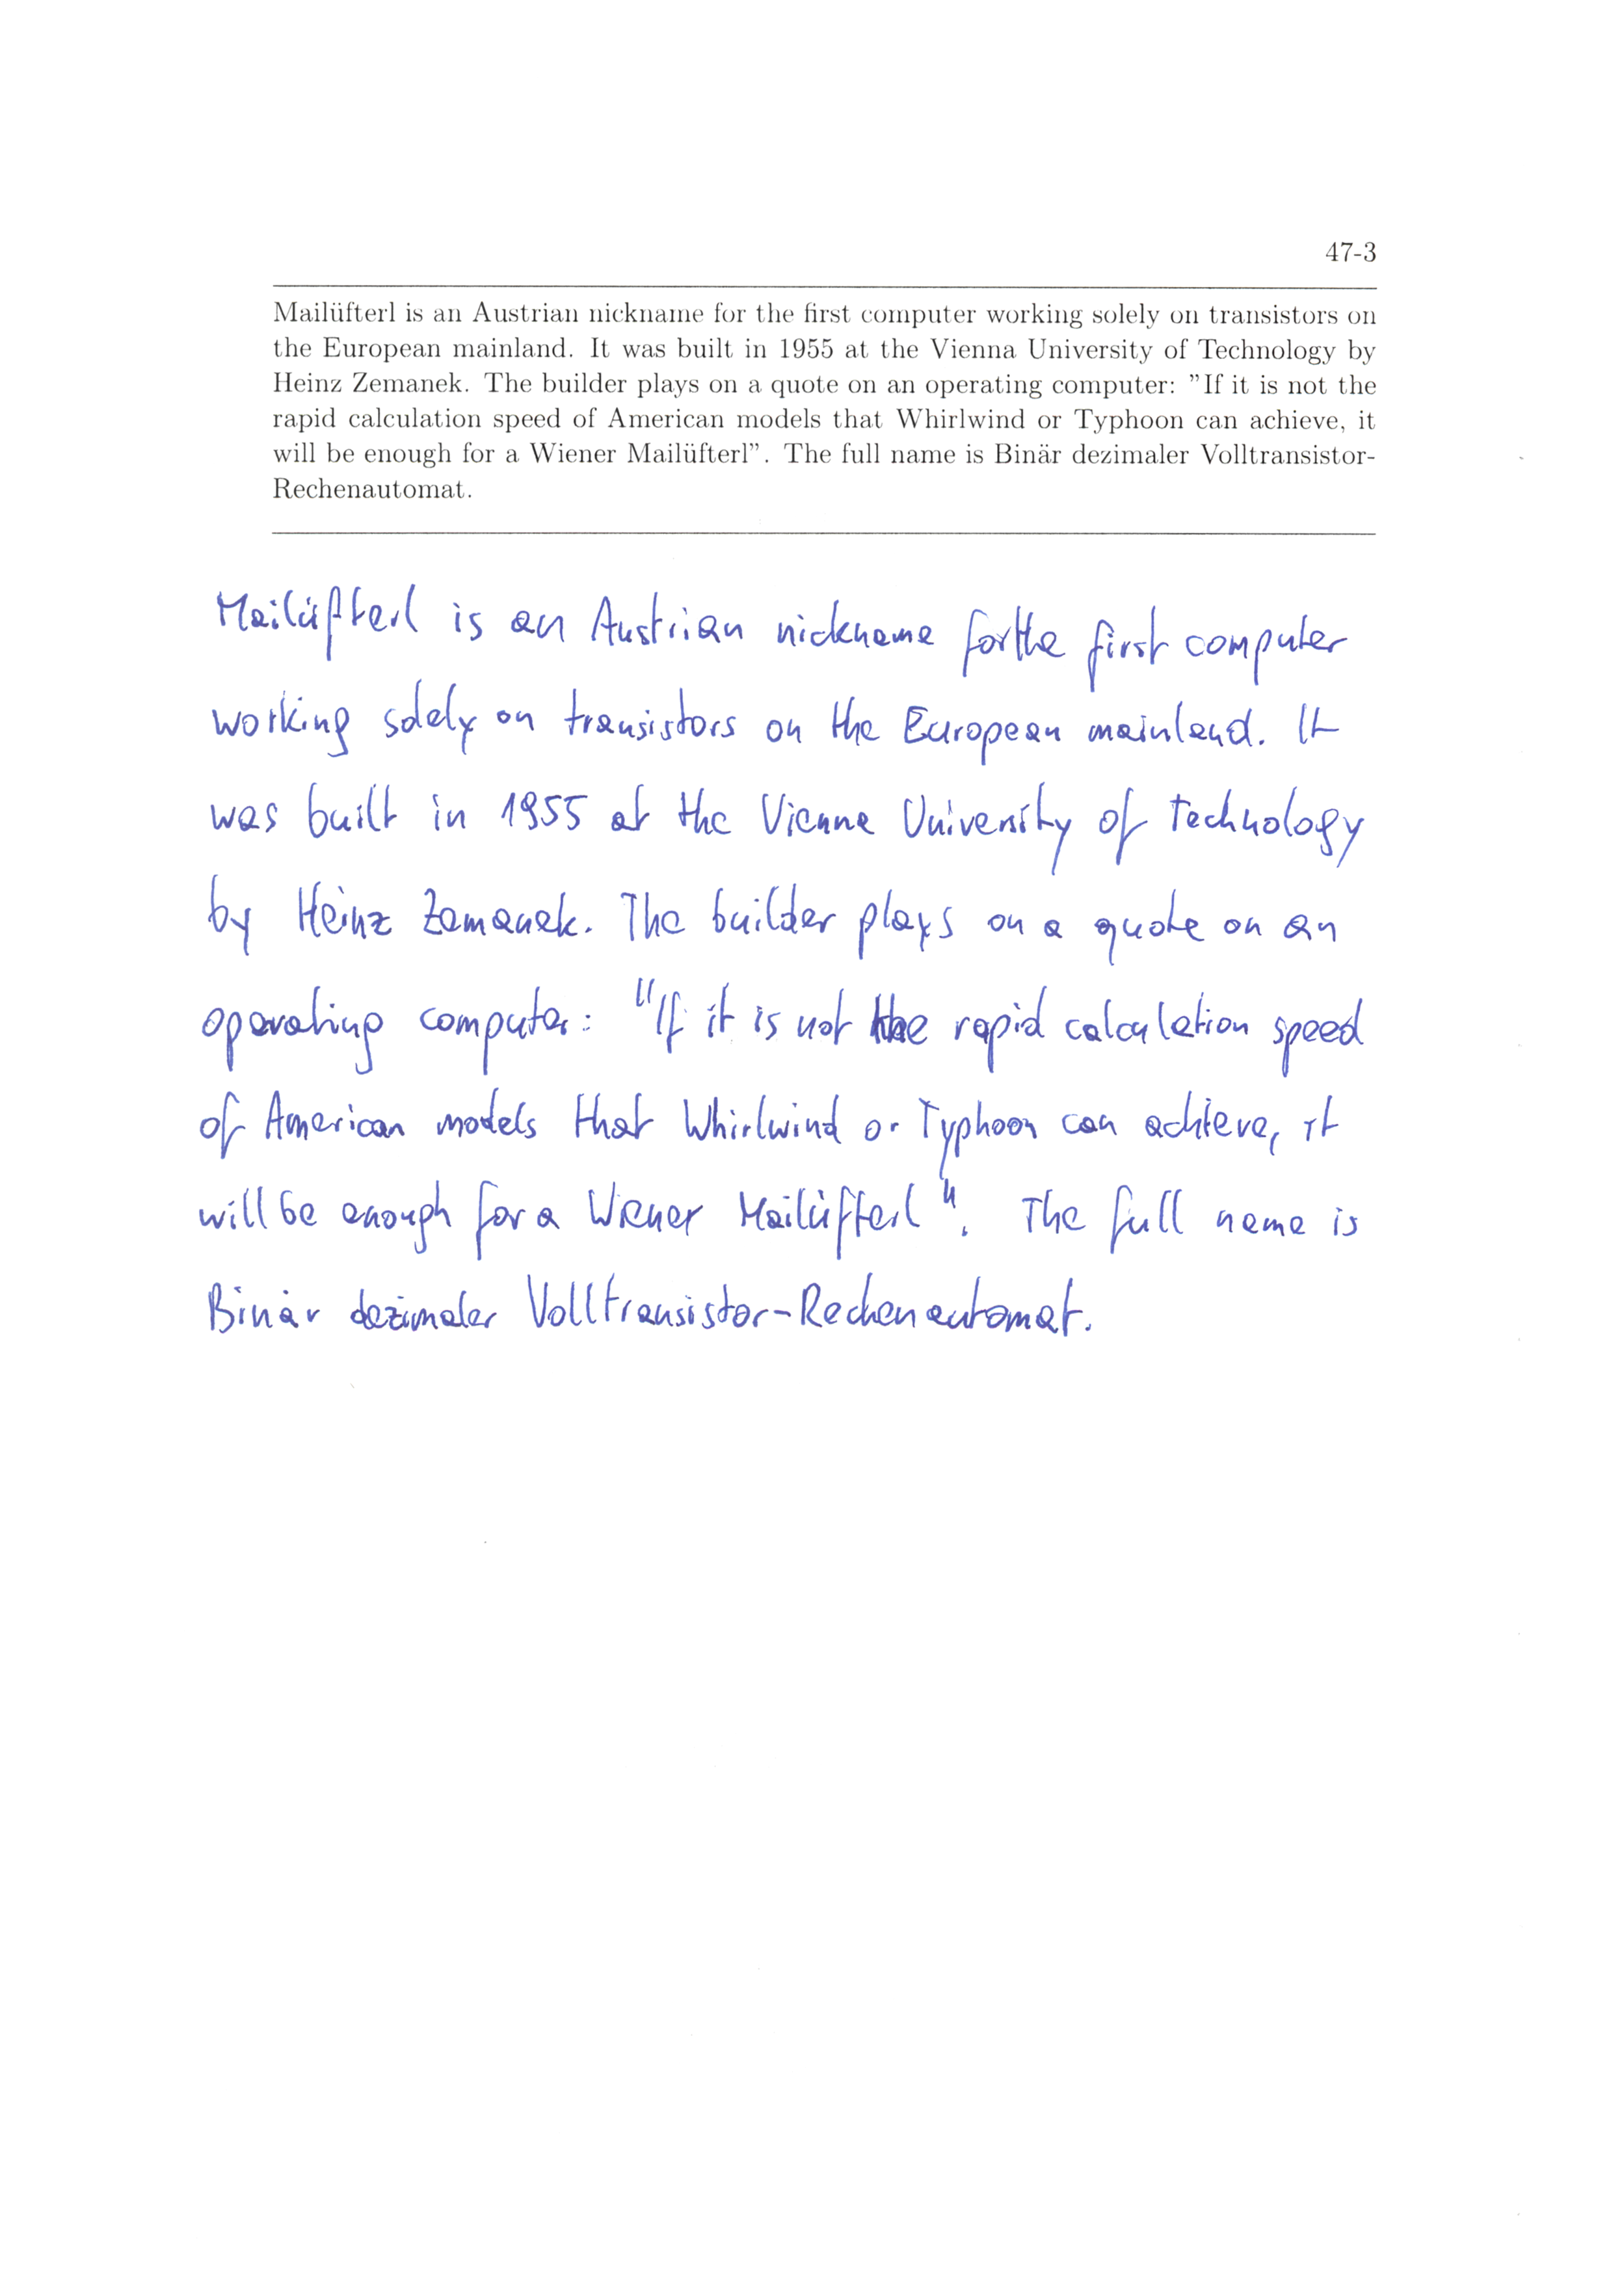 47-3
Mailüfterl is an Austrian nickname for the first computer working solely on transistors on
the European mainland. It was built in 1955 at the Vienna University of Technology by
Heinz Zemanek. The builder plays on a quote on an operating computer: "If it is not the
rapid calculation speed of American models that Whirlwind or Typhoon can achieve, it
will be enough for a Wiener Mailüfterl". The full name is Binär dezimaler Volltransistor-
Rechenautomat.
Mailüfterl is an Austrian nickname for the first computer
working solely on transistors on the European mainland. It
was built in 1955 at the Vienna University of Technology
by Heinz Zemanek. The builder plays on a quote on an
operating computer: "If it is not the rapid calculation speed
of American models that Whirlwind or Typhoon can achieve, it
will be enough for a Wiener Mailüfterl". The full name is
Binär dezimaler Volltransistor-Rechenautomat.